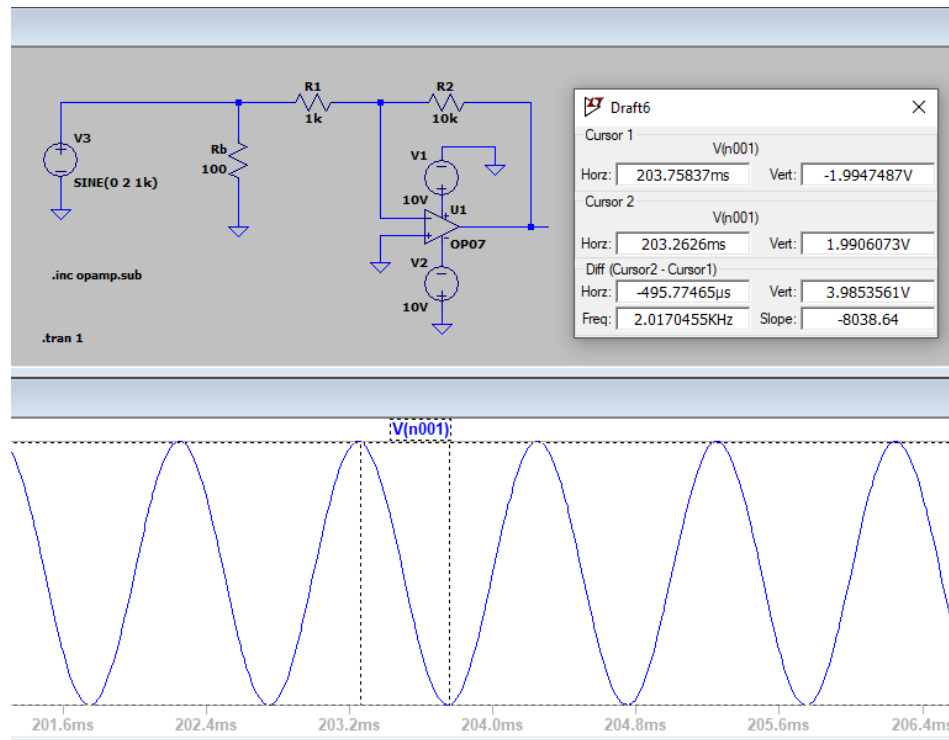 R1
1k
R2
10k
V3
SINE(0 2 1k)
Rb
100
V1
10V
U1
OP07
V2
10V
.inc opamp.sub
.tran 1
Draft6
Cursor 1
V(n001)
Horz: 203.75837ms Vert: -1.9947487V
Cursor 2
V(n001)
Horz: 203.2626ms Vert: 1.9906073V
Diff (Cursor2 - Cursor1)
Horz: -495.77465µs Vert: 3.9853561V
Freq: 2.0170455KHz Slope: -8038.64
V(n001)
201.6ms 202.4ms 203.2ms 204.0ms 204.8ms 205.6ms 206.4ms